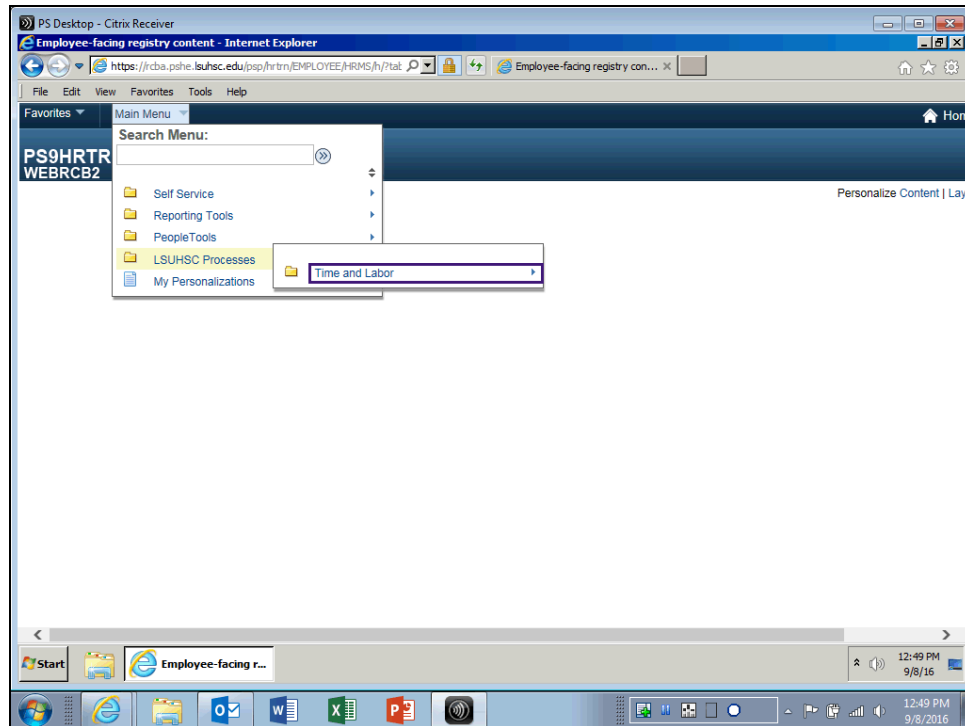 PS Desktop - Citrix Receiver
Employee-facing registry content - Internet Explorer
https://rcba.pshe.lsuhsc.edu/psp/hrtrn/EMPLOYEE/HRMS/h/?tab
Employee-facing registry con...
File Edit View Favorites Tools Help
Favorites Main Menu Hom
Search Menu:
PS9HRTR
WEBRCB2
Self Service
Personalize Content | Lay
Reporting Tools
PeopleTools
LSUHSC Processes
Time and Labor
My Personalizations
Start Employee-facing r...
12:49 PM
9/8/16
12:49 PM
9/8/2016